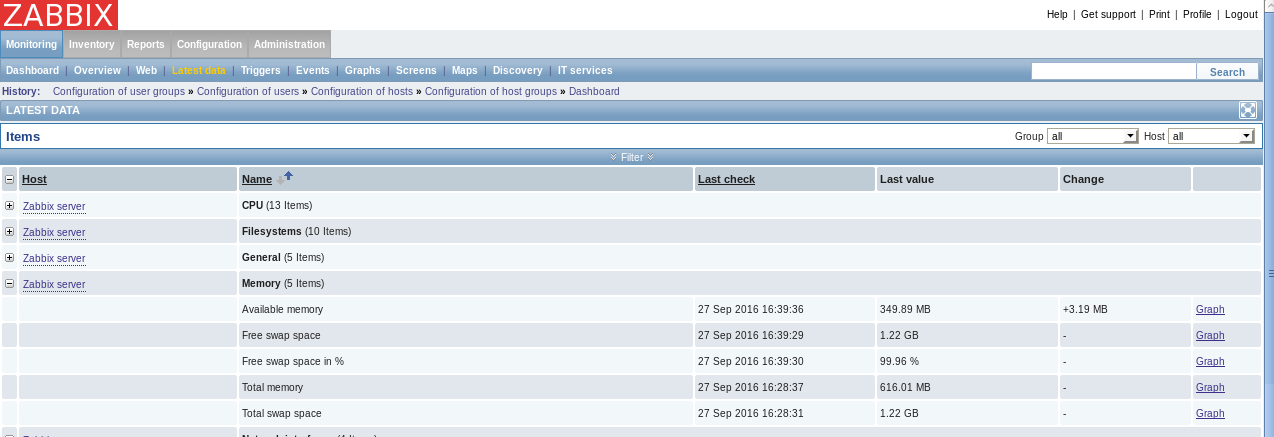 ZABBIX
Help | Get support | Print | Profile | Logout
Monitoring Inventory Reports Configuration Administration
Dashboard | Overview | Web | Latest data | Triggers | Events | Graphs | Screens | Maps | Discovery | IT services Search
History: Configuration of user groups » Configuration of users » Configuration of hosts » Configuration of host groups » Dashboard
LATEST DATA
Items Group all Host all
Filter
Host Name Last check Last value Change
Zabbix server CPU (13 Items)
Zabbix server Filesystems (10 Items)
Zabbix server General (5 Items)
Zabbix server Memory (5 Items)
Available memory 27 Sep 2016 16:39:36 349.89 MB +3.19 MB Graph
Free swap space 27 Sep 2016 16:39:29 1.22 GB - Graph
Free swap space in % 27 Sep 2016 16:39:30 99.96 % - Graph
Total memory 27 Sep 2016 16:28:37 616.01 MB - Graph
Total swap space 27 Sep 2016 16:28:31 1.22 GB - Graph